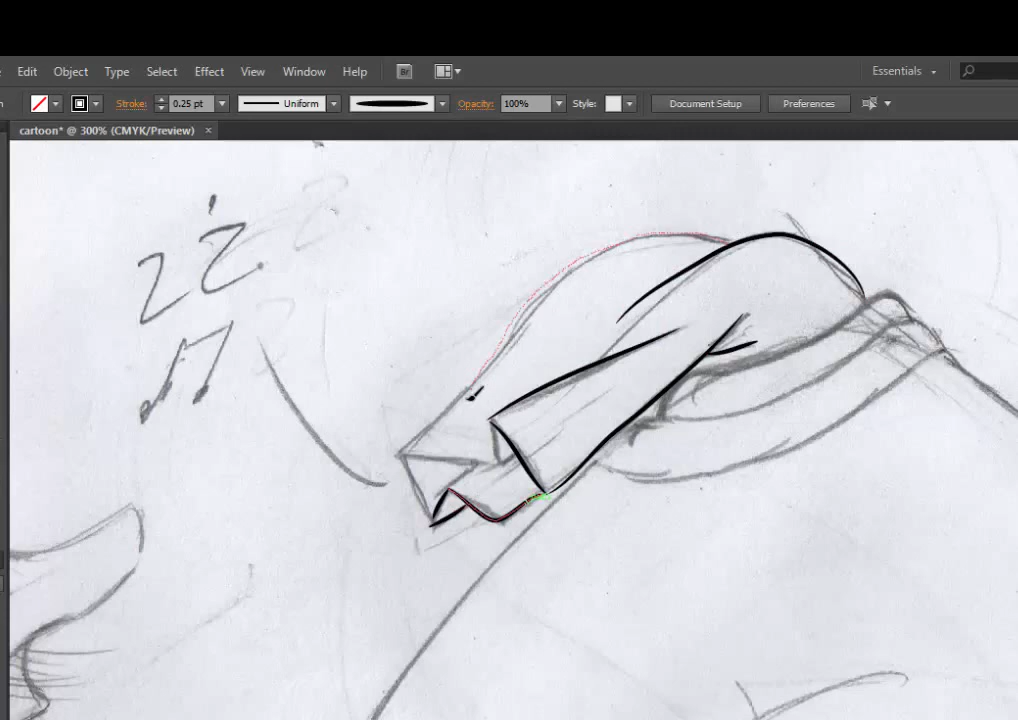 Edit Object Type Select Effect View Window Help Br Essentials
Stroke: 0.25 pt Uniform Opacity: 100% Style: Document Setup Preferences
cartoon* @ 300% (CMYK/Preview) ×